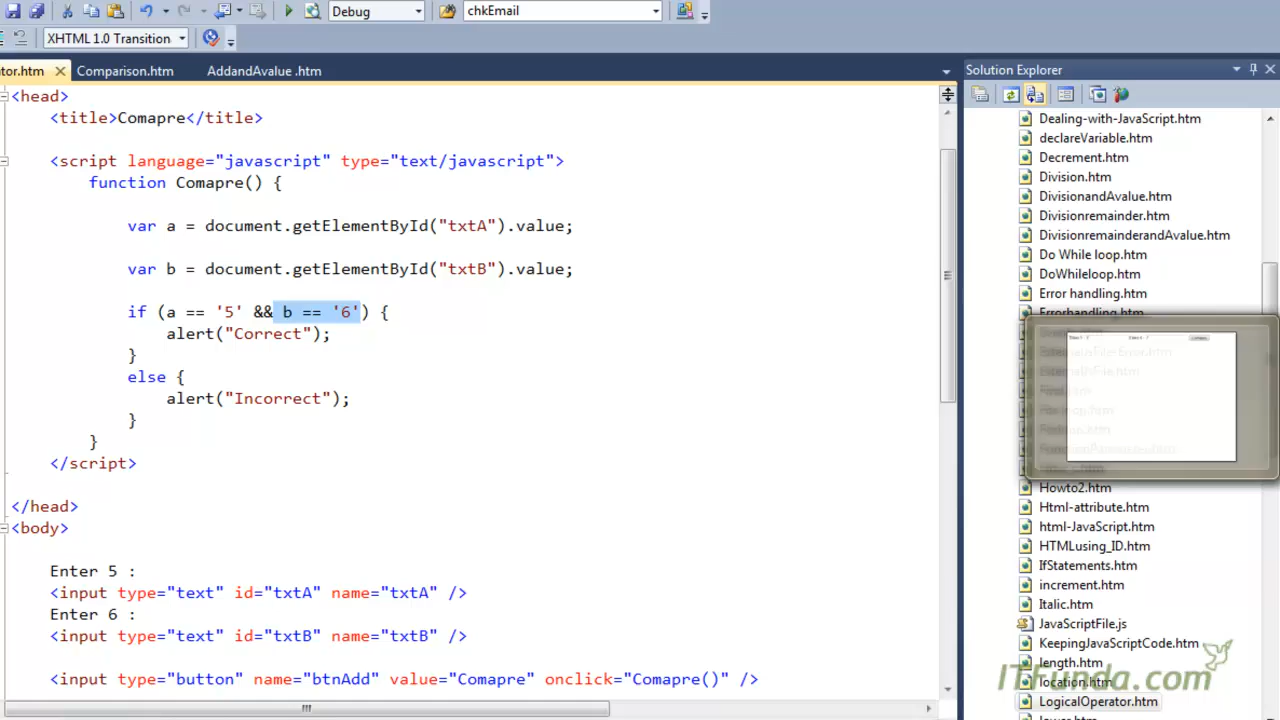 Debug
chkEmail
XHTML 1.0 Transition
tor.htm
Comparison.htm
AddandAvalue .htm
<head>
<title>Comapre</title>
<script language="javascript" type="text/javascript">
function Comapre() {
var a = document.getElementById("txtA").value;
var b = document.getElementById("txtB").value;
if (a == '5' && b == '6') {
alert("Correct");
}
else {
alert("Incorrect");
}
}
</script>
</head>
<body>
Enter 5 :
<input type="text" id="txtA" name="txtA" />
Enter 6 :
<input type="text" id="txtB" name="txtB" />
<input type="button" name="btnAdd" value="Comapre" onclick="Comapre()" />
Solution Explorer
Dealing-with-JavaScript.htm
declareVariable.htm
Decrement.htm
Division.htm
DivisionandAvalue.htm
Divisionremainder.htm
DivisionremainderandAvalue.htm
Do While loop.htm
DoWhileloop.htm
Error handling.htm
Errorhandling.htm
Howto2.htm
Html-attribute.htm
html-JavaScript.htm
HTMLusing_ID.htm
IfStatements.htm
increment.htm
Italic.htm
JavaScriptFile.js
KeepingJavaScriptCode.htm
length.htm
location.htm
LogicalOperator.htm
lower.htm
ITFunda.com